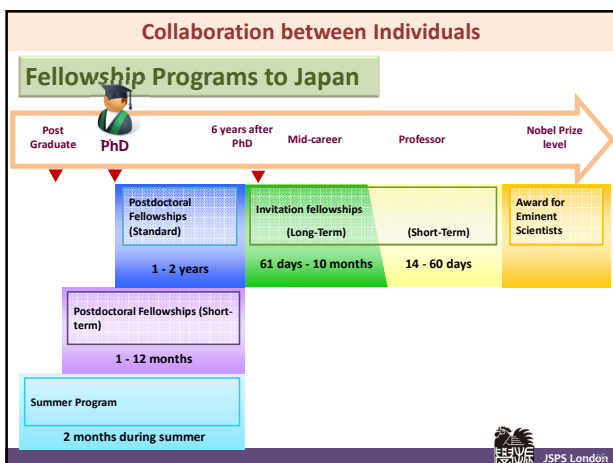 Collaboration between Individuals
Fellowship Programs to Japan
Post
Graduate
PhD
6 years after
PhD
Mid-career
Professor
Nobel Prize
level
Postdoctoral
Fellowships
(Standard)
1 - 2 years
Invitation fellowships
(Long-Term)
(Short-Term)
61 days - 10 months
14 - 60 days
Award for
Eminent
Scientists
Postdoctoral Fellowships (Short-
term)
1 - 12 months
Summer Program
2 months during summer
JSPS London